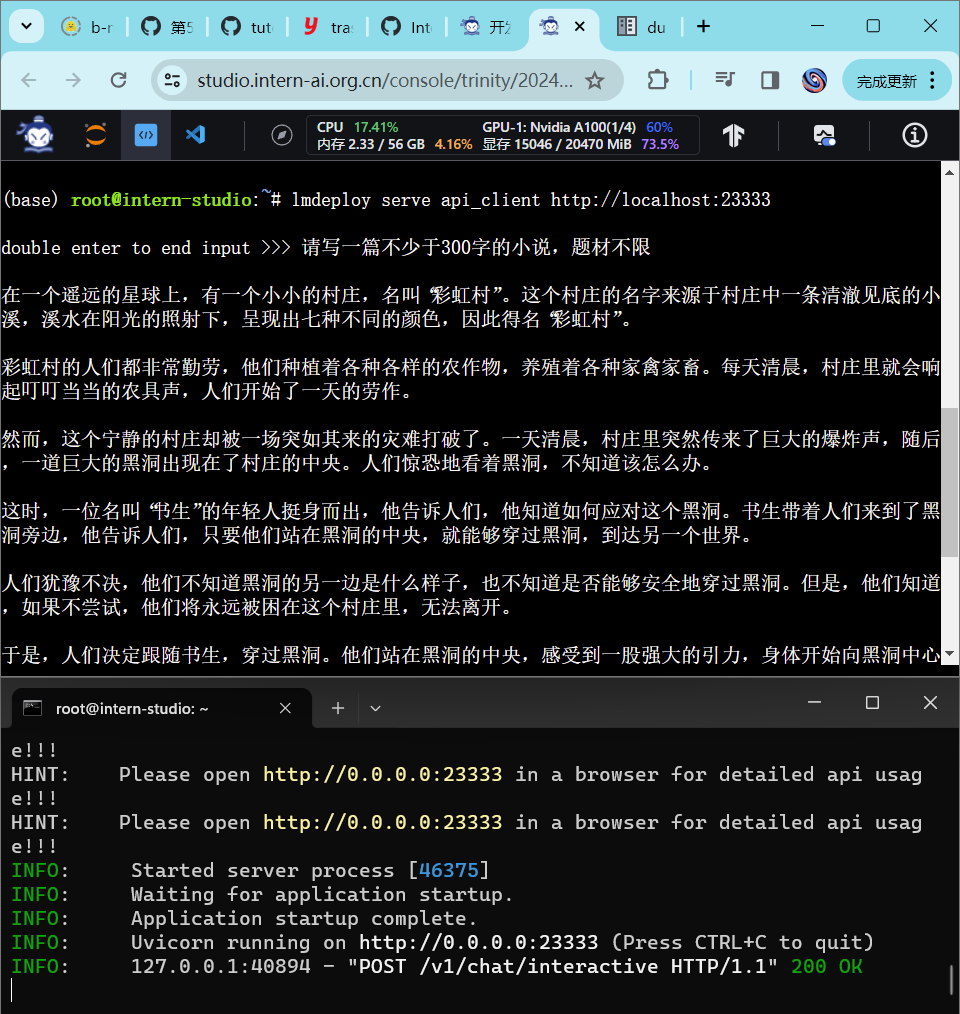 b-r
第5
tuto
tra
Inte
开发
du
studio.intern-ai.org.cn/console/trinity/2024...
完成更新
CPU 17.41% GPU-1: Nvidia A100(1/4) 60%
内存 2.33 / 56 GB 4.16% 显存 15046 / 20470 MiB 73.5%
(base) root@intern-studio:~# lmdeploy serve api_client http://localhost:23333
double enter to end input >>> 请写一篇不少于300字的小说，题材不限
在一个遥远的星球上，有一个小小的村庄，名叫“彩虹村”。这个村庄的名字来源于村庄中一条清澈见底的小
溪，溪水在阳光的照射下，呈现出七种不同的颜色，因此得名“彩虹村”。
彩虹村的人们都非常勤劳，他们种植着各种各样的农作物，养殖着各种家禽家畜。每天清晨，村庄里就会响
起叮叮当当的农具声，人们开始了一天的劳作。
然而，这个宁静的村庄却被一场突如其来的灾难打破了。一天清晨，村庄里突然传来了巨大的爆炸声，随后
，一道巨大的黑洞出现在了村庄的中央。人们惊恐地看着黑洞，不知道该怎么办。
这时，一位名叫“书生”的年轻人挺身而出，他告诉人们，他知道如何应对这个黑洞。书生带着人们来到了黑
洞旁边，他告诉人们，只要他们站在黑洞的中央，就能够穿过黑洞，到达另一个世界。
人们犹豫不决，他们不知道黑洞的另一边是什么样子，也不知道是否能够安全地穿过黑洞。但是，他们知道
，如果不尝试，他们将永远被困在这个村庄里，无法离开。
于是，人们决定跟随书生，穿过黑洞。他们站在黑洞的中央，感受到一股强大的引力，身体开始向黑洞中心
root@intern-studio: ~
e!!!
HINT: Please open http://0.0.0.0:23333 in a browser for detailed api usag
e!!!
HINT: Please open http://0.0.0.0:23333 in a browser for detailed api usag
e!!!
INFO: Started server process [46375]
INFO: Waiting for application startup.
INFO: Application startup complete.
INFO: Uvicorn running on http://0.0.0.0:23333 (Press CTRL+C to quit)
INFO: 127.0.0.1:40894 - "POST /v1/chat/interactive HTTP/1.1" 200 OK